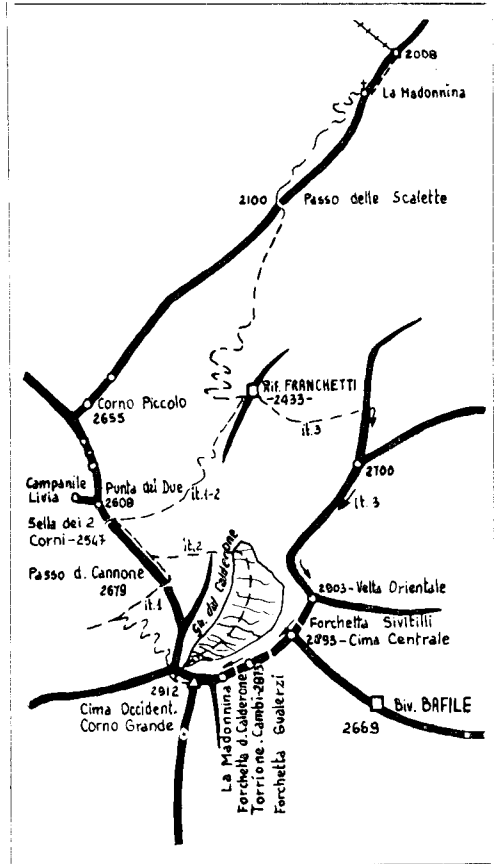 2008
La Madonnina
2100
Passo delle Scalette
Rif. FRANCHETTI
-2433-
it.3
Corno Piccolo
2655
Campanile
Livia
Punta dei Due
2608
it.1-2
2700
it.3
Sella dei 2
Corni-2547
it.2
Gh. del Calderone
Passo d. Cannone
2679
it.1
2903-Vetta Orientale
Forchetta Sivitilli
2893-Cima Centrale
2912
Cima Occident.
Corno Grande
La Madonnina
Forchetta d. Calderone
Torrione.Cambi-2875
Forchetta Gualerzi
Biv. BAFILE
2669